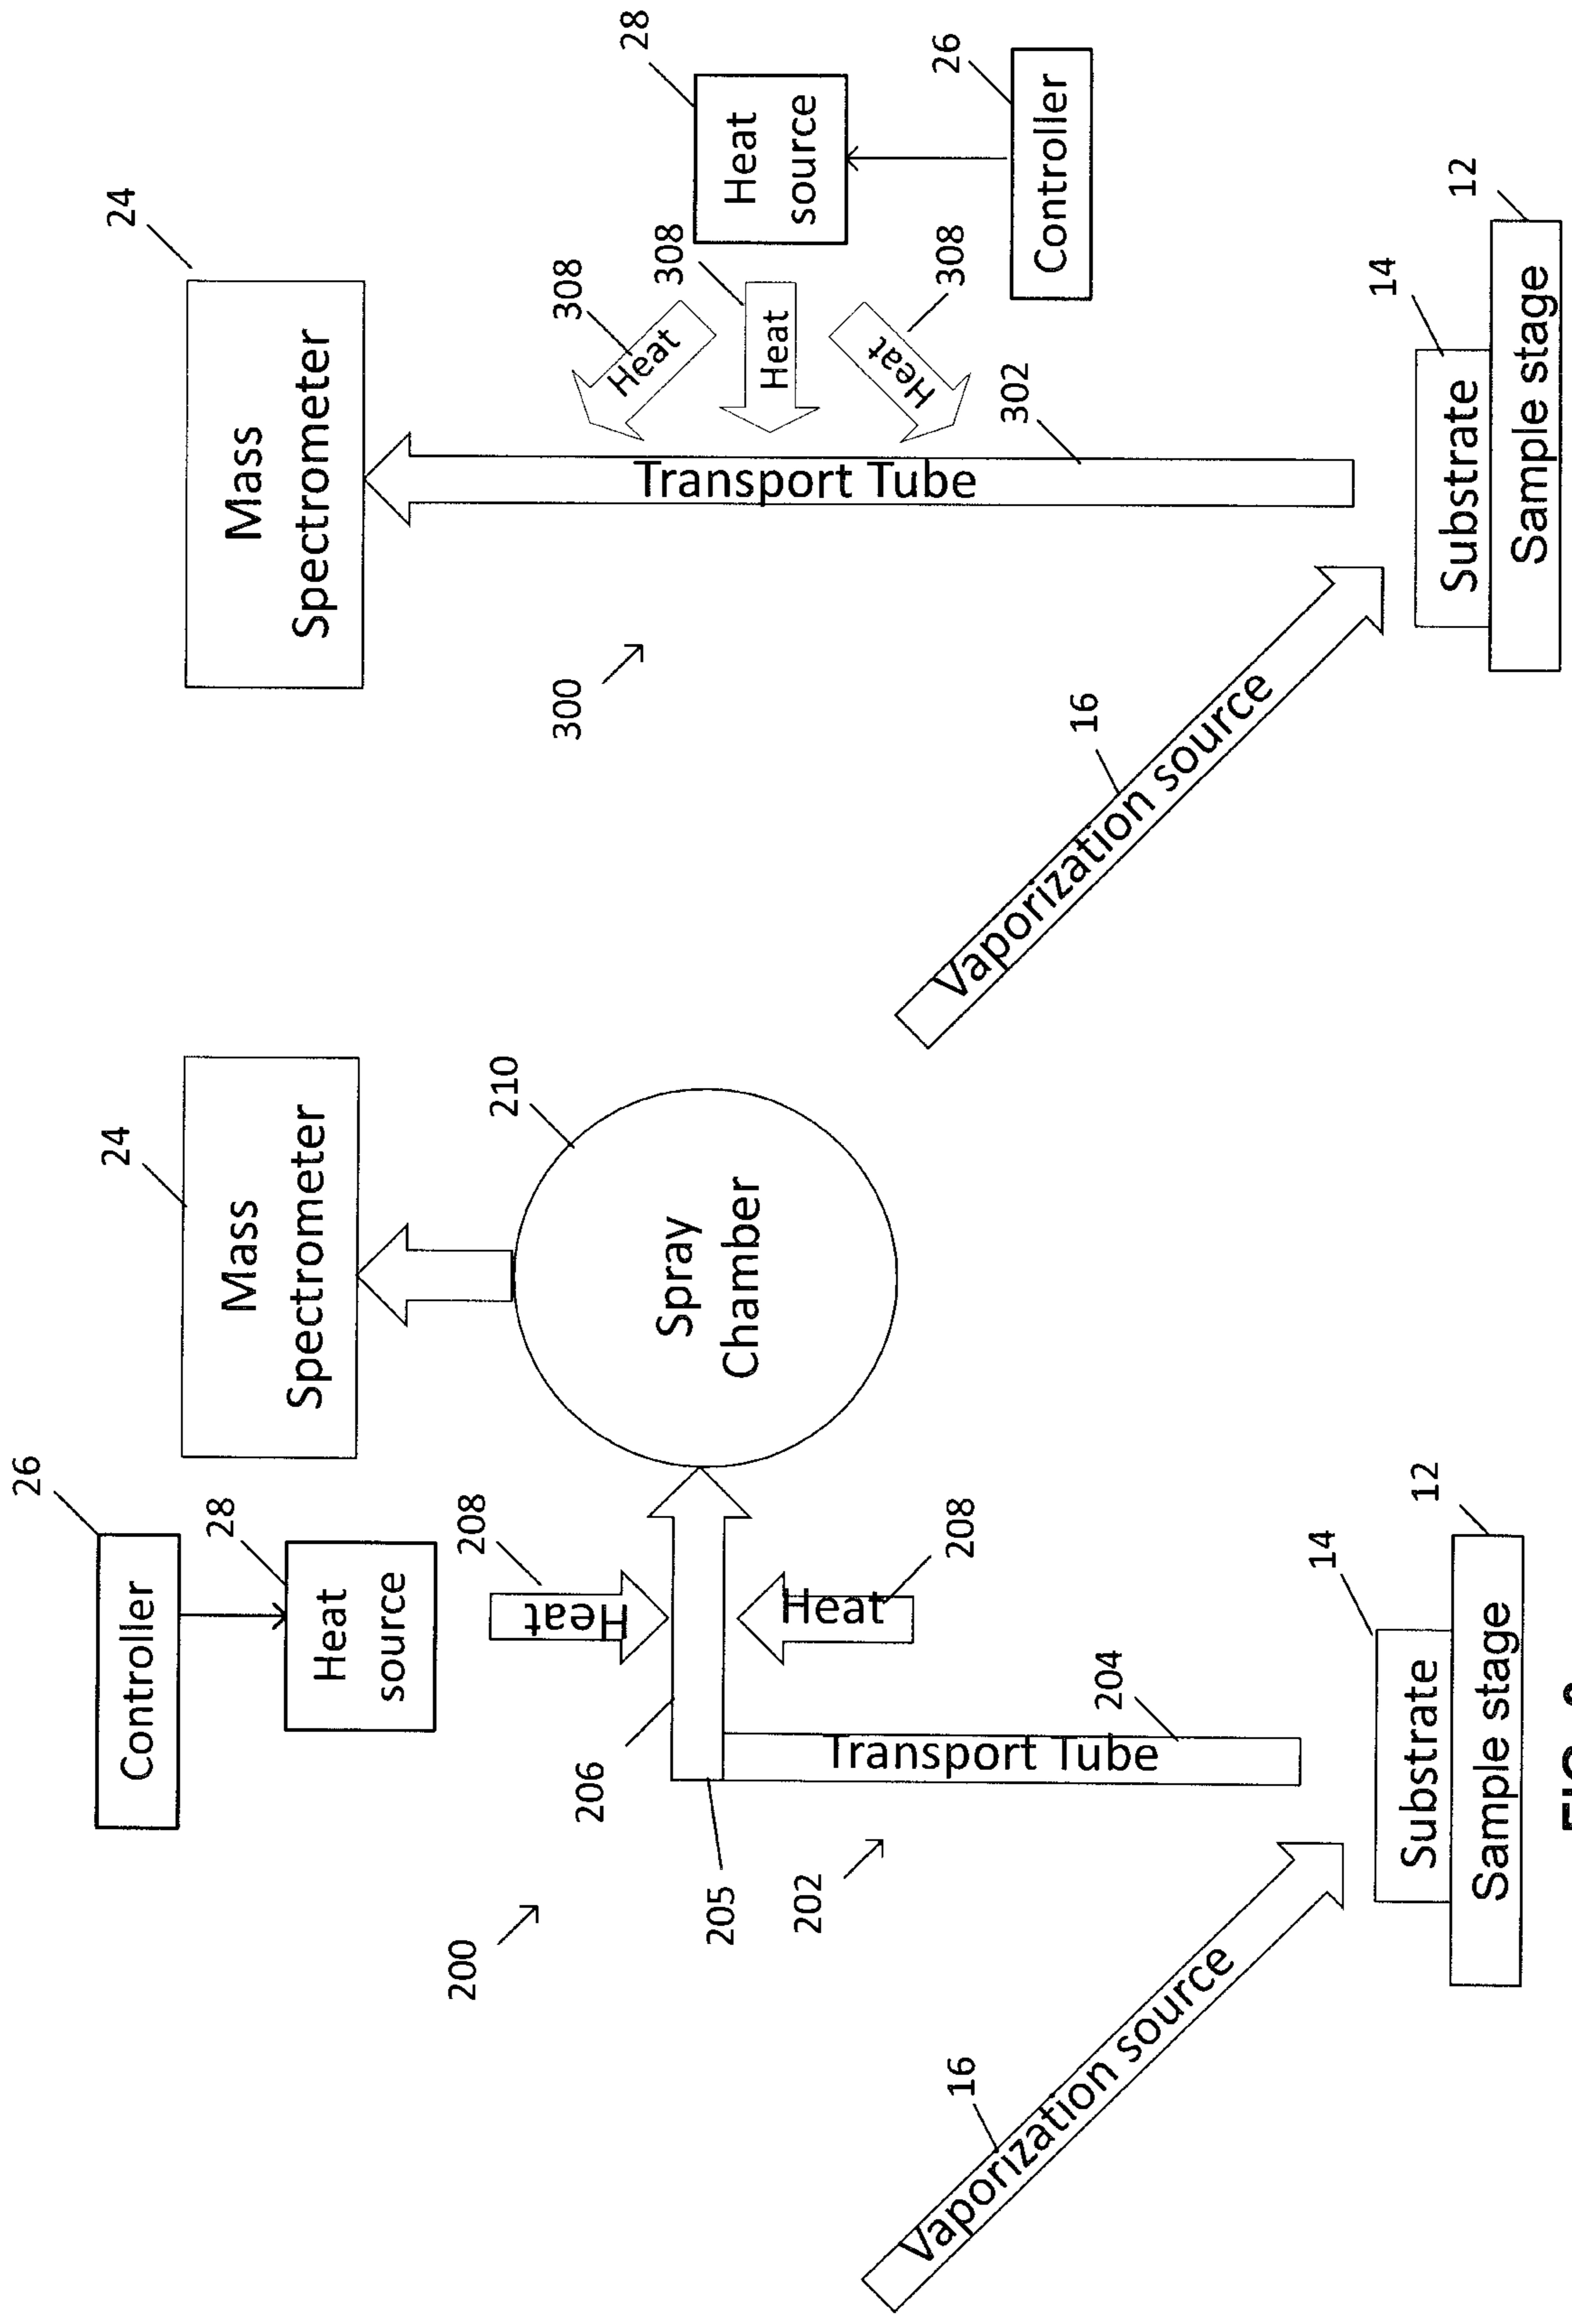 26
Controller
28
Heat
source
24
Mass
Spectrometer
200
208
Heat
206
205
210
Spray
Chamber
202
Heat
208
Transport Tube
204
16
Vaporization source
14
Substrate
12
Sample stage
FIG.
24
Mass
Spectrometer
300
308
Heat
308
Heat
308
Heat
28
Heat
source
26
Controller
302
Transport Tube
16
Vaporization source
14
Substrate
12
Sample stage